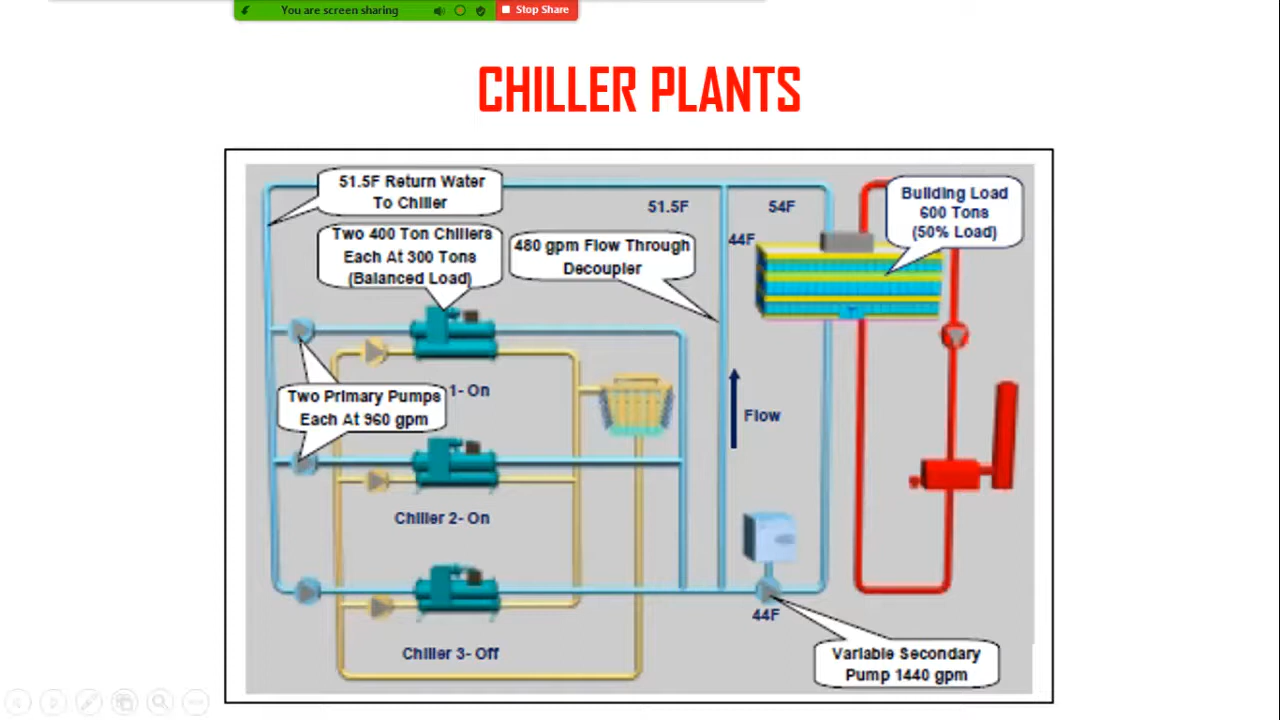 You are screen sharing
Stop Share
CHILLER PLANTS
51.5F Return Water
To Chiller
Two 400 Ton Chillers
Each At 300 Tons
(Balanced Load)
51.5F
54F
44F
480 gpm Flow Through
Decoupler
Building Load
600 Tons
(50% Load)
1- On
Two Primary Pumps
Each At 960 gpm
Flow
Chiller 2- On
44F
Chiller 3- Off
Variable Secondary
Pump 1440 gpm